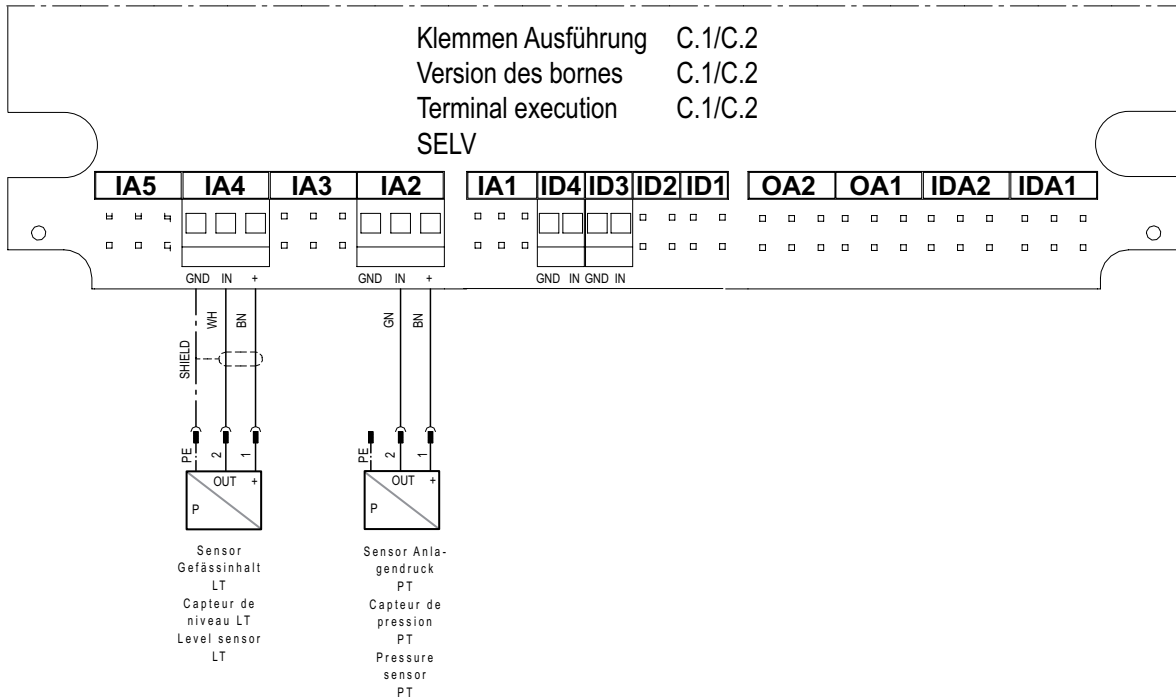 Klemmen Ausführung C.1/C.2
Version des bornes C.1/C.2
Terminal execution C.1/C.2
SELV
IA5 IA4 IA3 IA2 IA1 ID4 ID3 ID2 ID1 OA2 OA1 IDA2 IDA1
GND IN + GND IN + GND IN GND IN
SHIELD WH BN GN BN
PE 2 1 PE 2 1
OUT + OUT +
P P
Sensor
Gefässinhalt
LT
Capteur de
niveau LT
Level sensor
LT
Sensor Anla-
gendruck
PT
Capteur de
pression
PT
Pressure
sensor
PT